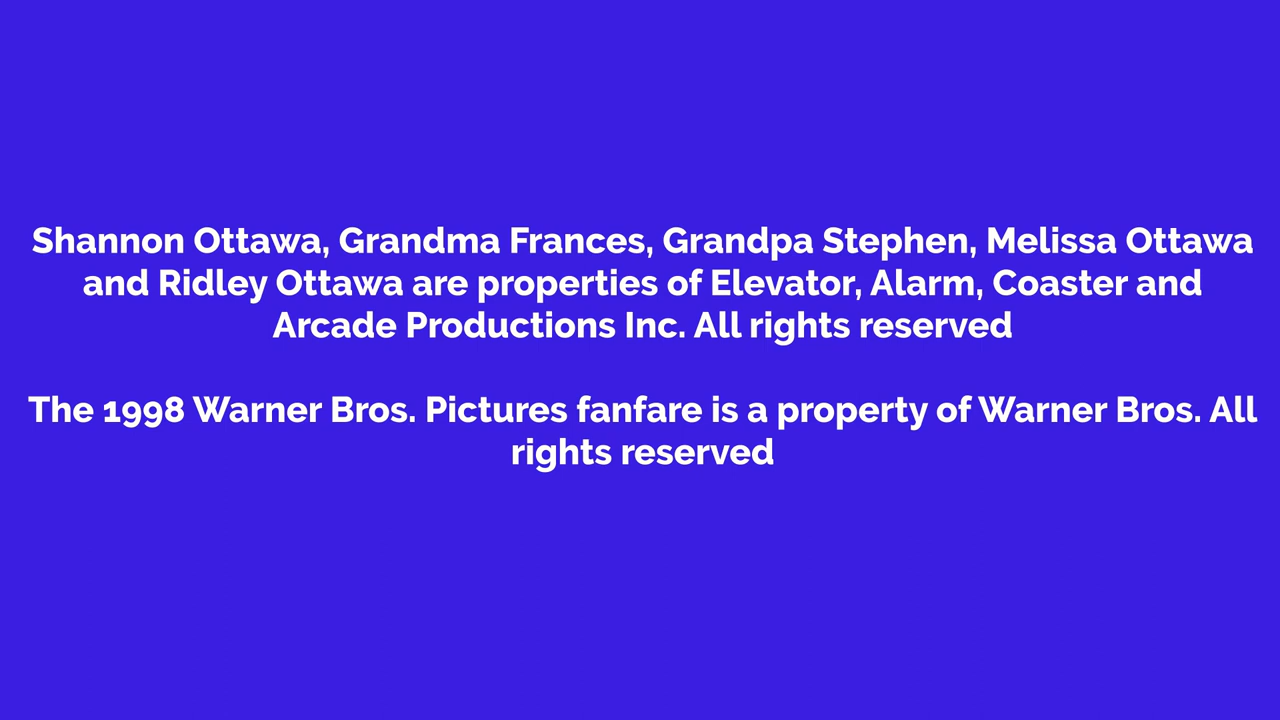 Shannon Ottawa, Grandma Frances, Grandpa Stephen, Melissa Ottawa
and Ridley Ottawa are properties of Elevator, Alarm, Coaster and
Arcade Productions Inc. All rights reserved
The 1998 Warner Bros. Pictures fanfare is a property of Warner Bros. All
rights reserved